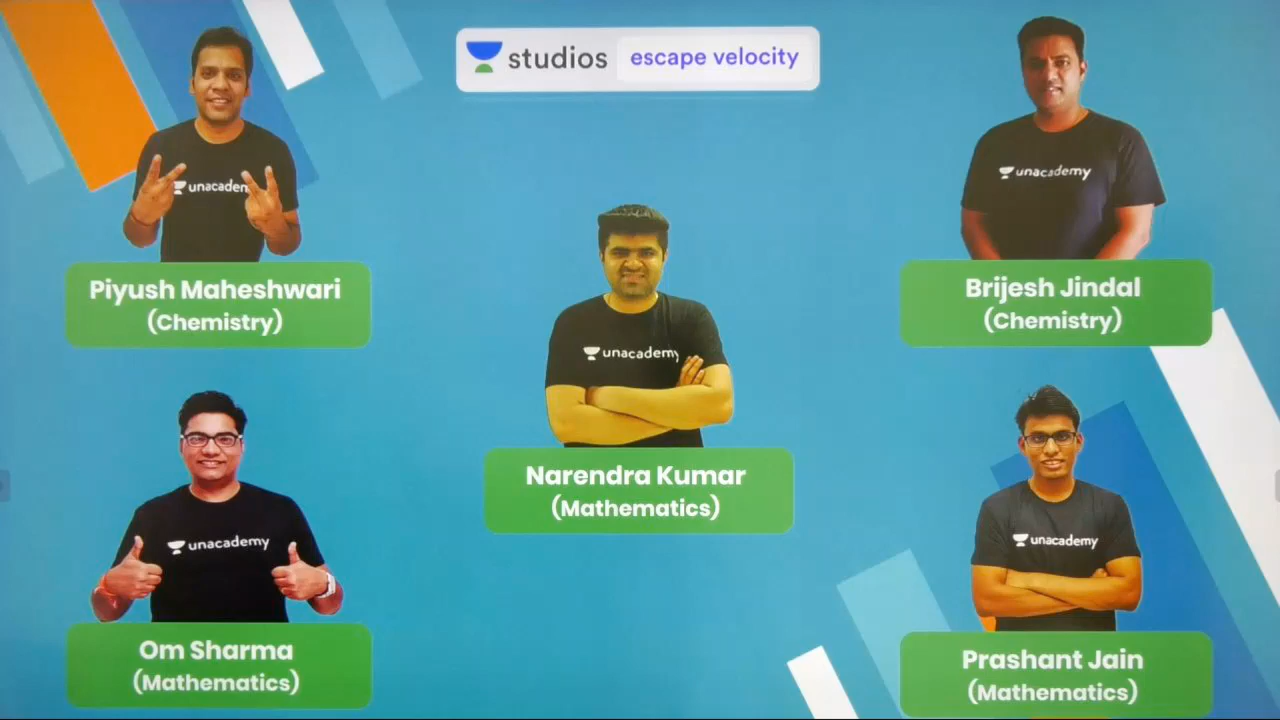 studios escape velocity
unacademy
Piyush Maheshwari
(Chemistry)
unacademy
Brijesh Jindal
(Chemistry)
unacademy
Narendra Kumar
(Mathematics)
unacademy
Om Sharma
(Mathematics)
unacademy
Prashant Jain
(Mathematics)